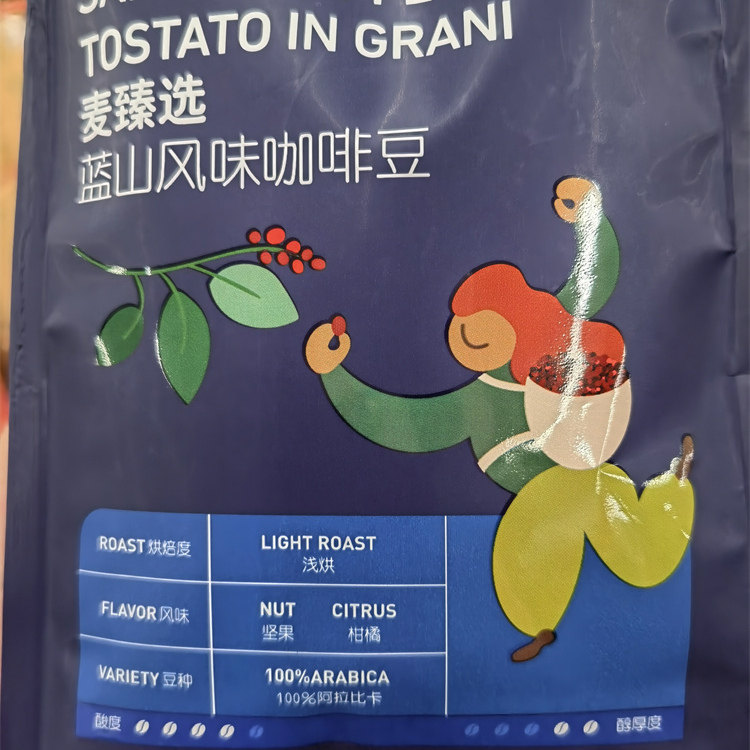 TOSTATO IN GRANI
麦臻选
蓝山风味咖啡豆
ROAST 烘焙度
LIGHT ROAST
浅烘
FLAVOR 风味
NUT CITRUS
坚果 柑橘
VARIETY 豆种
100%ARABICA
100%阿拉比卡
酸度 醇厚度